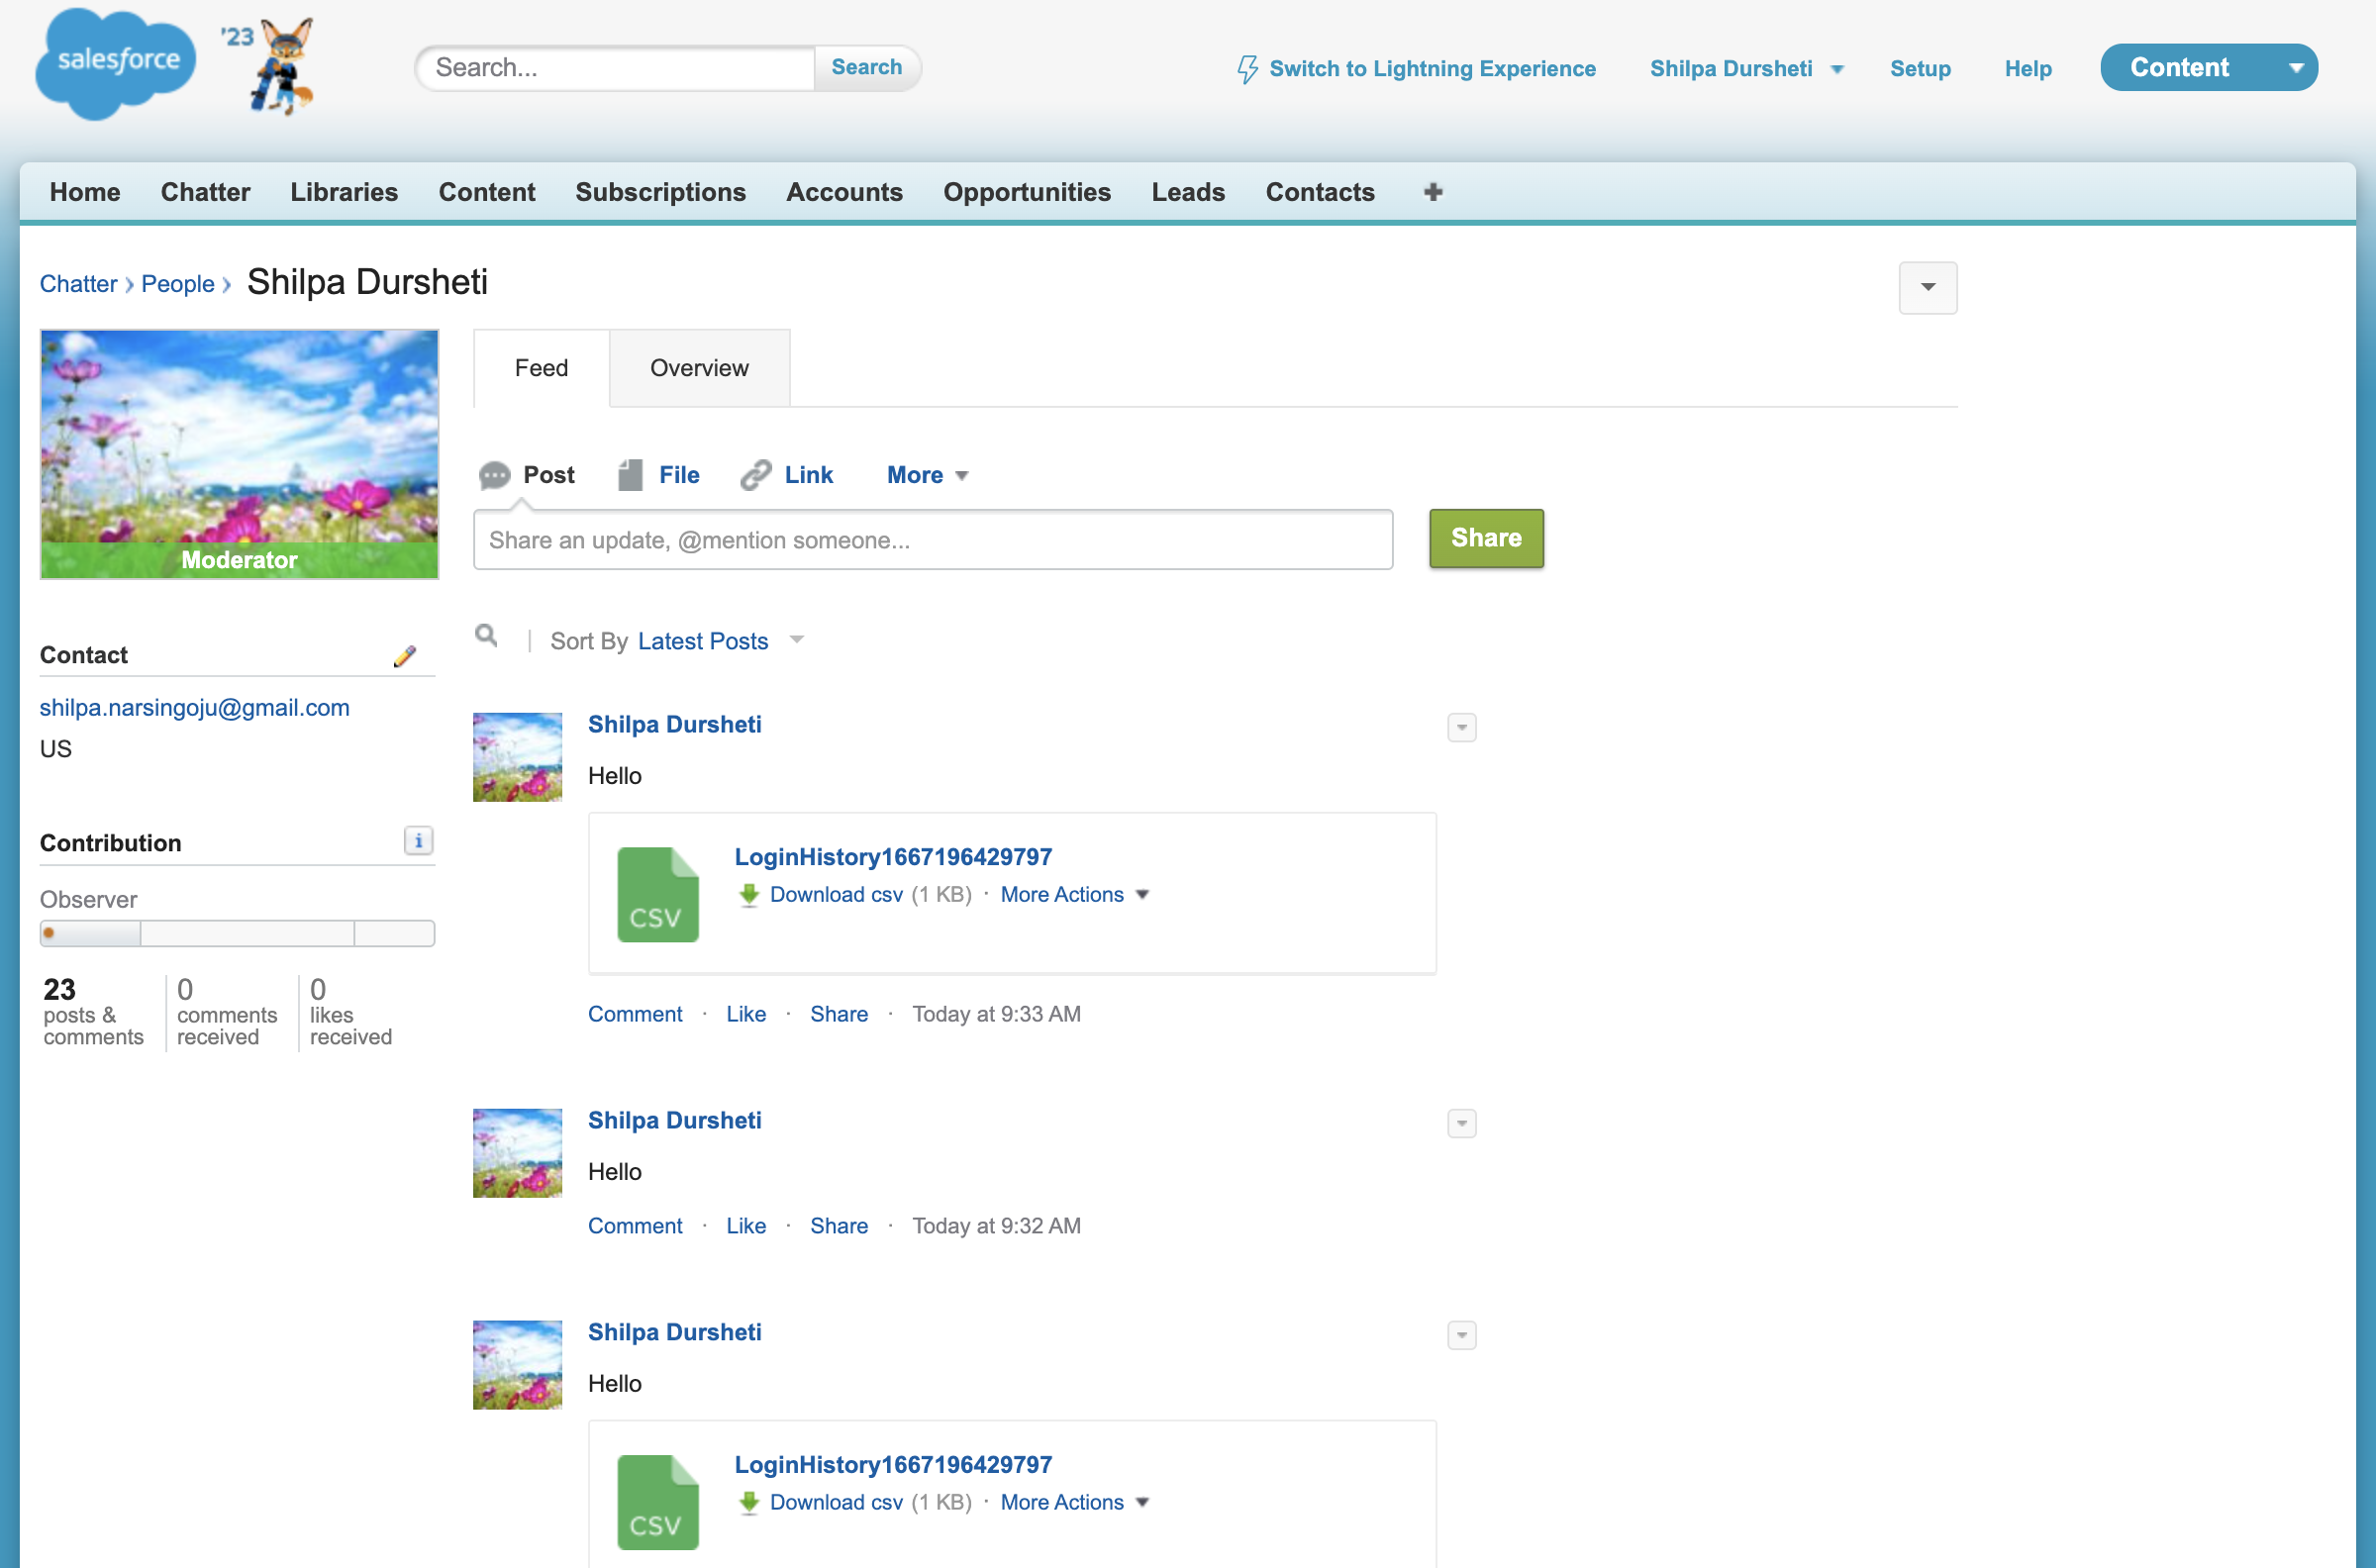 salesforce
'23
Search...
Search
Switch to Lightning Experience
Shilpa Dursheti
Setup
Help
Content
Home
Chatter
Libraries
Content
Subscriptions
Accounts
Opportunities
Leads
Contacts
Chatter › People › Shilpa Dursheti
Moderator
Contact
shilpa.narsingoju@gmail.com
US
Contribution
i
Observer
23
posts &
comments
0
comments
received
0
likes
received
Feed
Overview
Post
File
Link
More
Share an update, @mention someone...
Share
| Sort By Latest Posts
Shilpa Dursheti
Hello
CSV
LoginHistory1667196429797
Download csv (1 KB) · More Actions
Comment · Like · Share · Today at 9:33 AM
Shilpa Dursheti
Hello
Comment · Like · Share · Today at 9:32 AM
Shilpa Dursheti
Hello
CSV
LoginHistory1667196429797
Download csv (1 KB) · More Actions